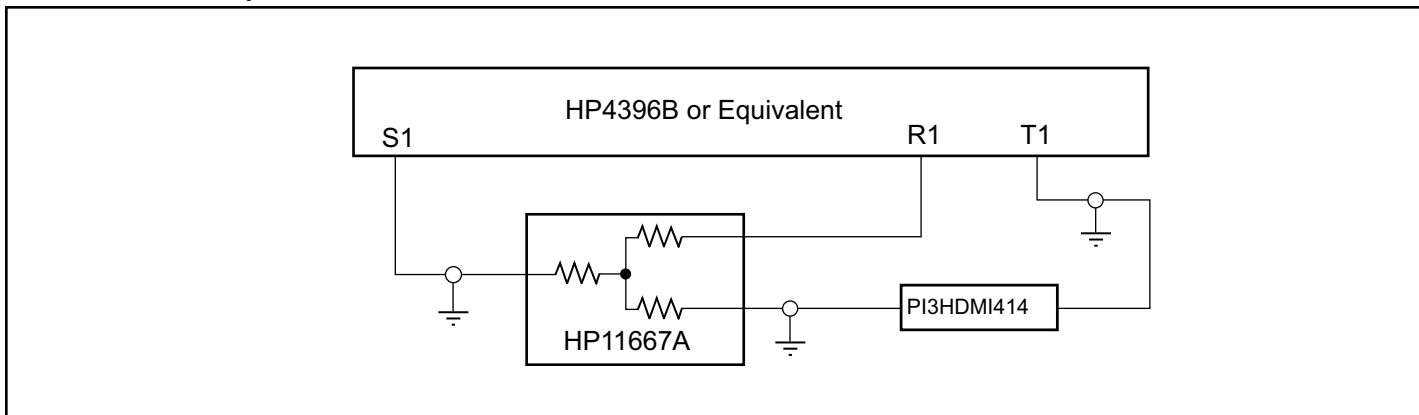 HP4396B or Equivalent
S1
R1
T1
PI3HDMI414
HP11667A